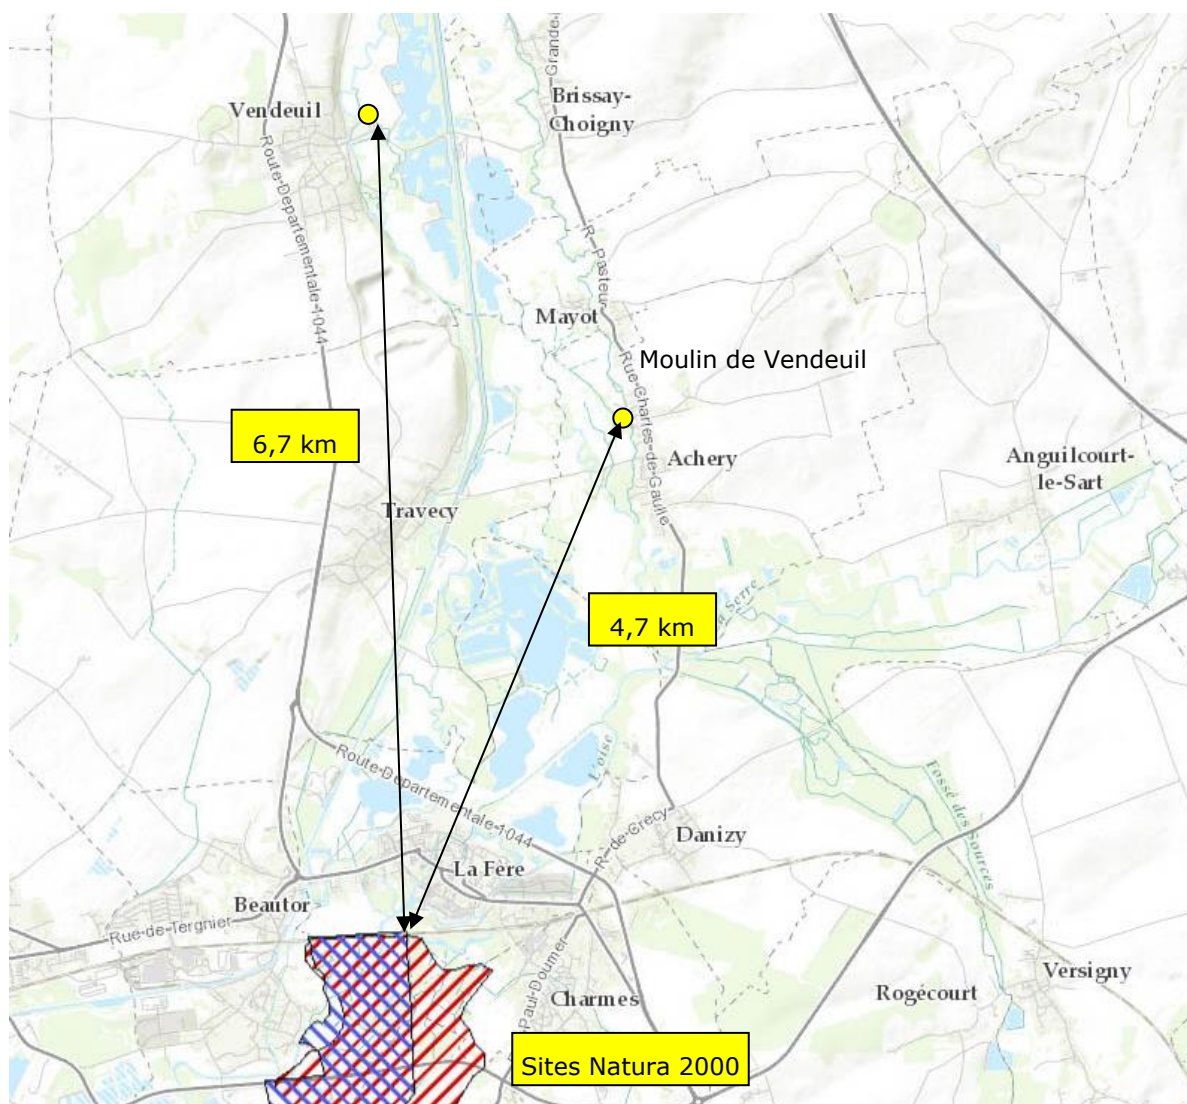 Grande
Brissay-
Choigny
Vendeuil
Route-Departementale-1044
R. Pasteur
Mayot
Moulin de Vendeuil
Rue-Charles-de-Gaulle
6,7 km
Achery
Anguilcourt-
le-Sart
Travecy
4,7 km
a Serre
L'oise
Route-Departementale-1044
Fossé des Sources
R.-de-Crecy
Danizy
La Fère
Beautor
Rue-de-Tergnier
Paul-Doumer
Charmes
Rogécourt
Versigny
Sites Natura 2000